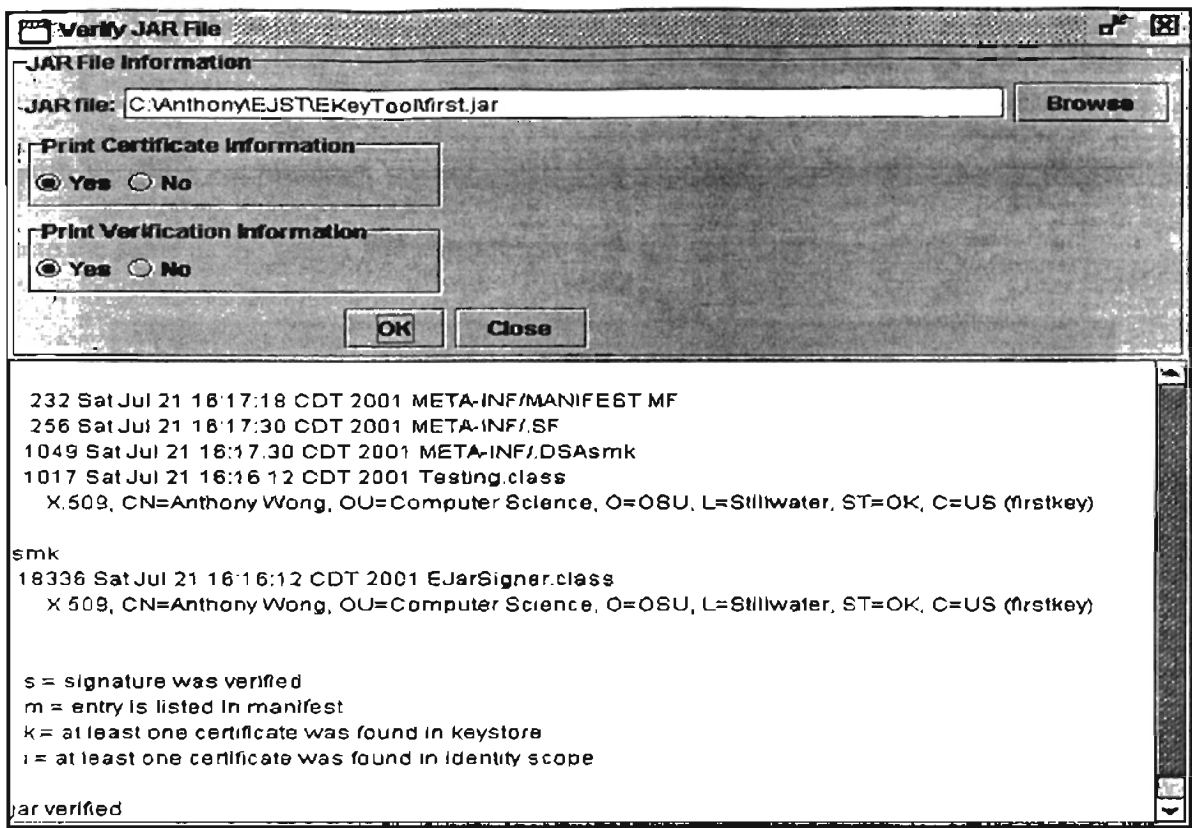 Verify JAR File
JAR File Information
JAR file: C:\Anthony\EJST\EKeyTool\first.jar Browse
Print Certificate Information
Yes No
Print Verification Information
Yes No
OK Close
232 Sat Jul 21 16:17:18 CDT 2001 META-INF/MANIFEST.MF
256 Sat Jul 21 16:17:30 CDT 2001 META-INF/.SF
1049 Sat Jul 21 16:17:30 CDT 2001 META-INF/.DSAsmk
1017 Sat Jul 21 16:16:12 CDT 2001 Testing.class
X.509, CN=Anthony Wong, OU=Computer Science, O=OSU, L=Stillwater, ST=OK, C=US (firstkey)
smk
18336 Sat Jul 21 16:16:12 CDT 2001 EJarSigner.class
X.509, CN=Anthony Wong, OU=Computer Science, O=OSU, L=Stillwater, ST=OK, C=US (firstkey)
s = signature was verified
m = entry is listed in manifest
k = at least one certificate was found in keystore
i = at least one certificate was found in identity scope
jar verified